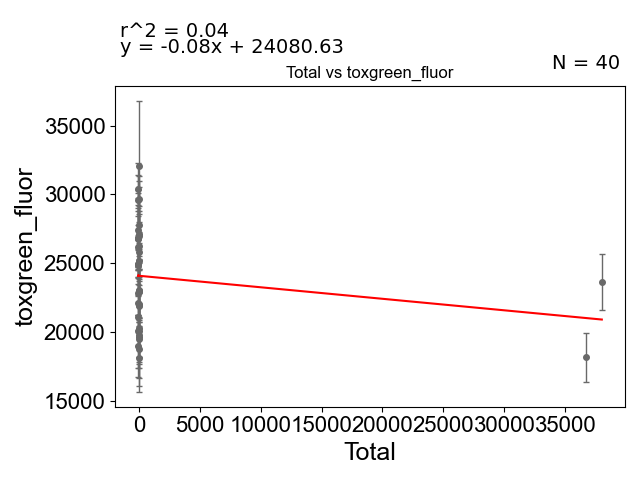 r^2 = 0.04
y = -0.08x + 24080.63
N = 40
Total vs toxgreen_fluor
35000
30000
25000
20000
15000
toxgreen_fluor
0 5000 10000 15000 20000 25000 30000 35000
Total